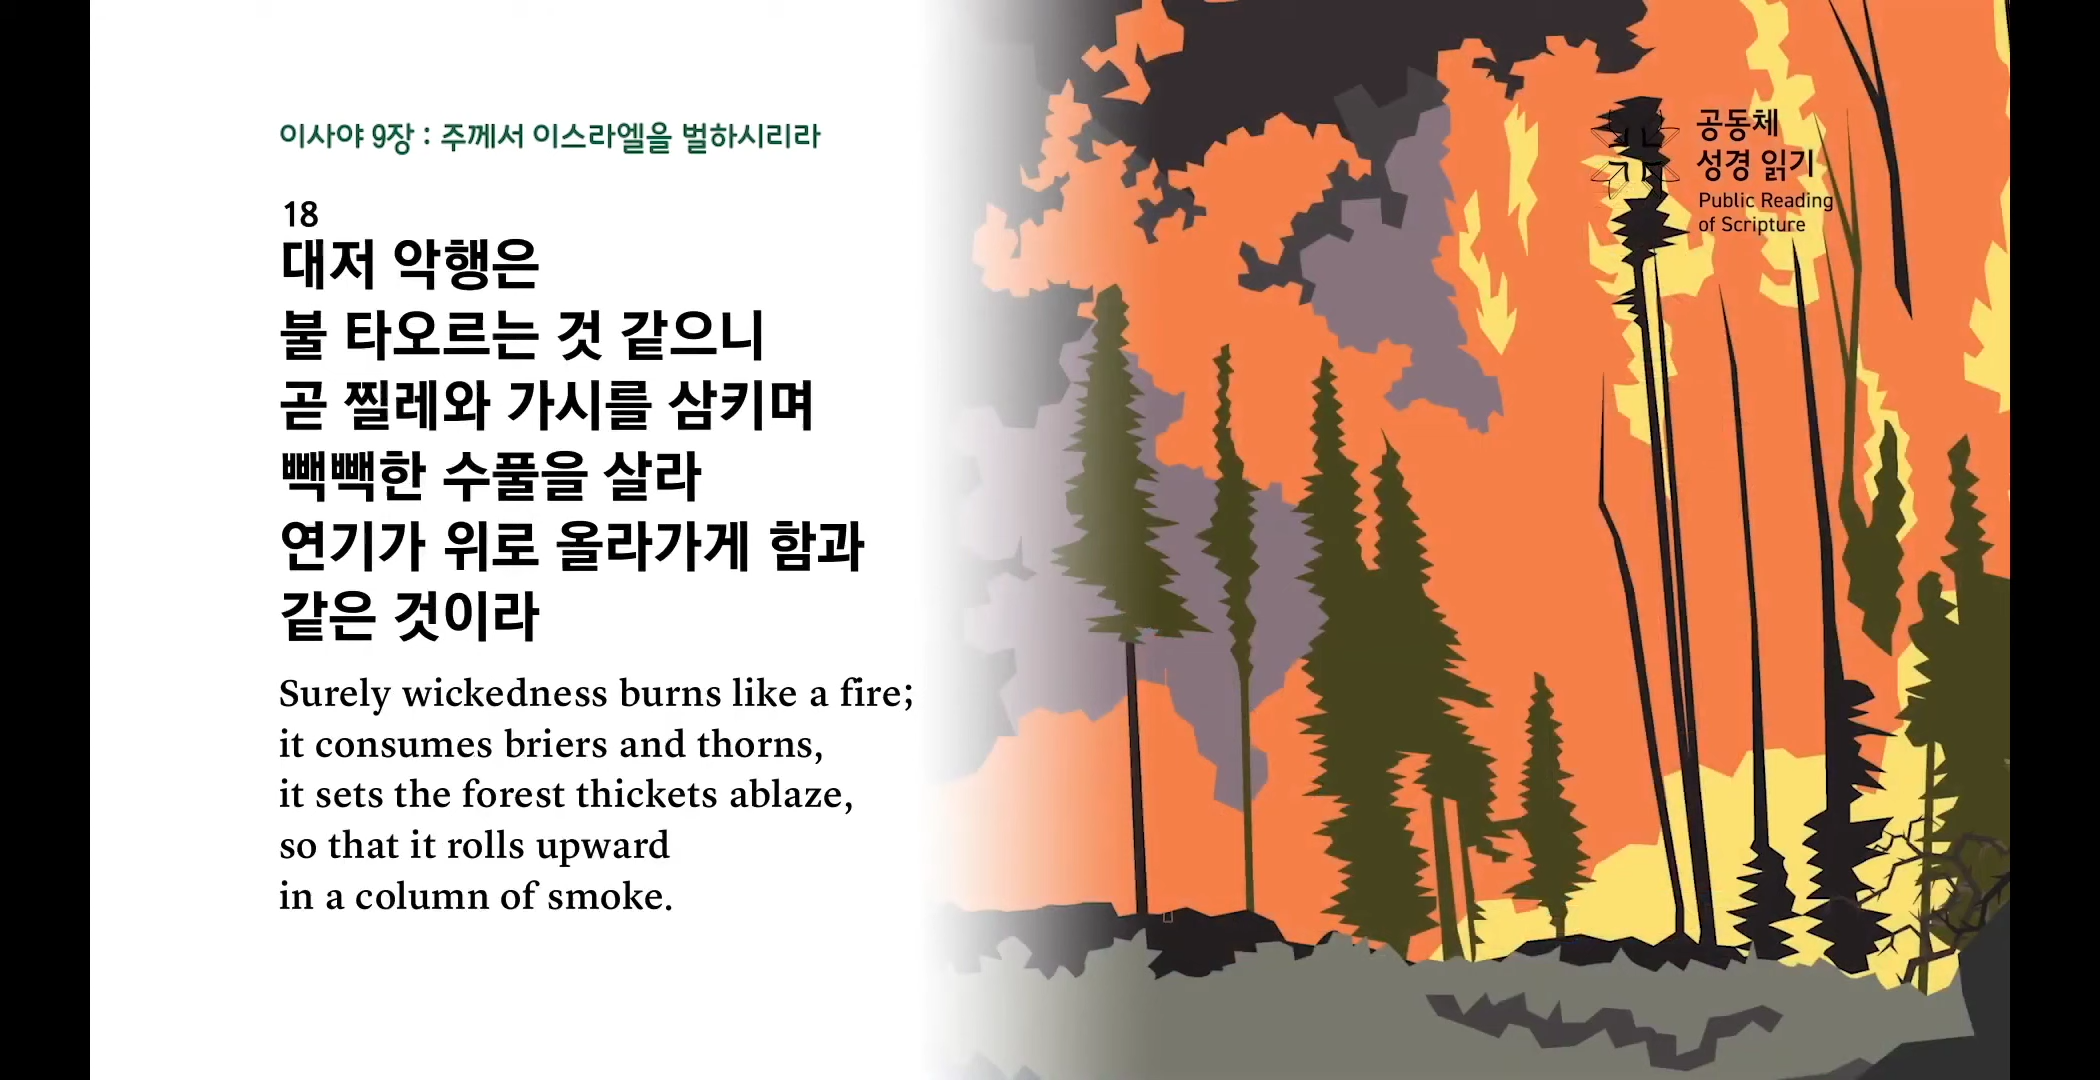 이사야 9장 : 주께서 이스라엘을 벌하시리라
18
대저 악행은
불 타오르는 것 같으니
곧 찔레와 가시를 삼키며
빽빽한 수풀을 살라
연기가 위로 올라가게 함과
같은 것이라
Surely wickedness burns like a fire;
it consumes briers and thorns,
it sets the forest thickets ablaze,
so that it rolls upward
in a column of smoke.
공동체
성경 읽기
Public Reading
of Scripture